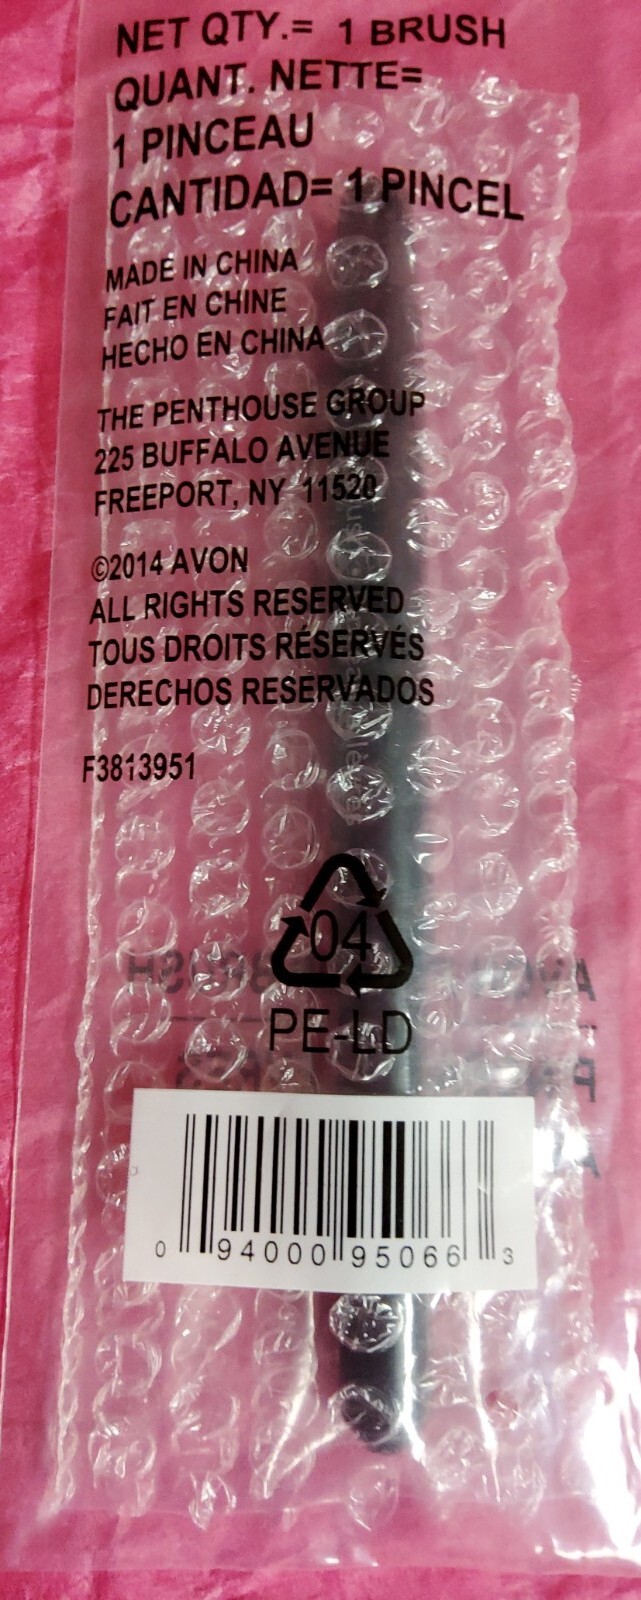 NET QTY.= 1 BRUSH
QUANT. NETTE=
1 PINCEAU
CANTIDAD= 1 PINCEL
MADE IN CHINA
FAIT EN CHINE
HECHO EN CHINA
THE PENTHOUSE GROUP
225 BUFFALO AVENUE
FREEPORT, NY 11520
©2014 AVON
ALL RIGHTS RESERVED
TOUS DROITS RÉSERVÉS
DERECHOS RESERVADOS
F3813951
04
PE-LD
0 94000 95066 3